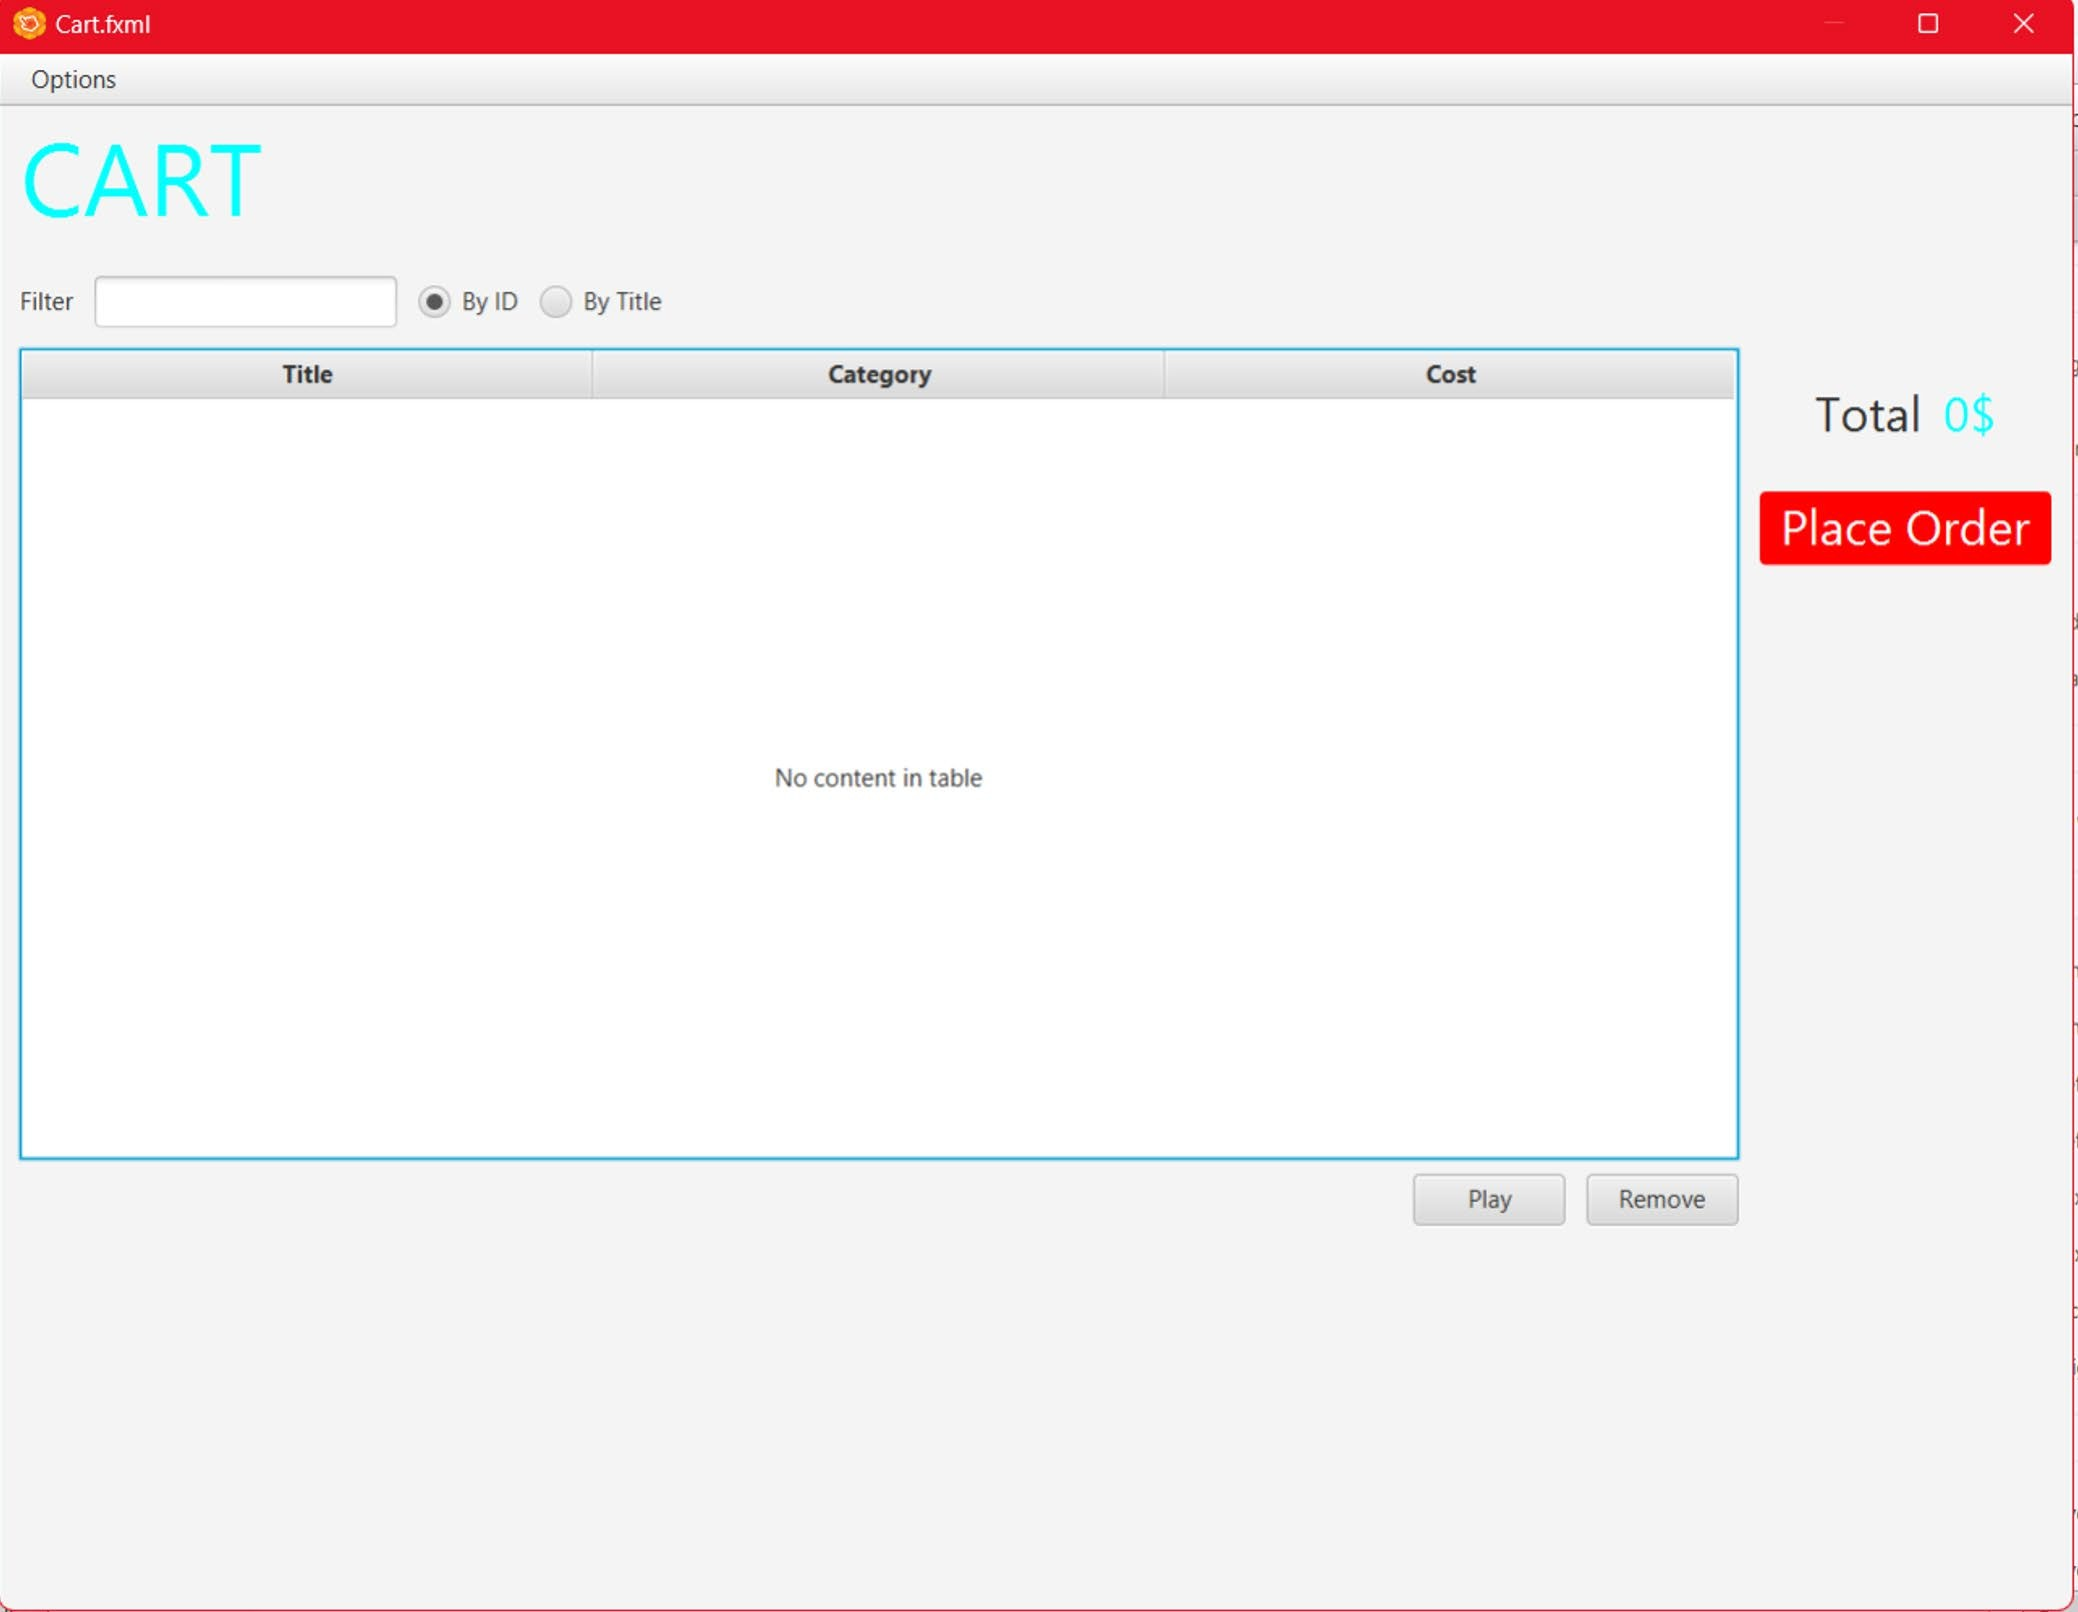 Cart.fxml
Options
CART
Filter By ID By Title
Title Category Cost
Total 0$
Place Order
No content in table
Play Remove